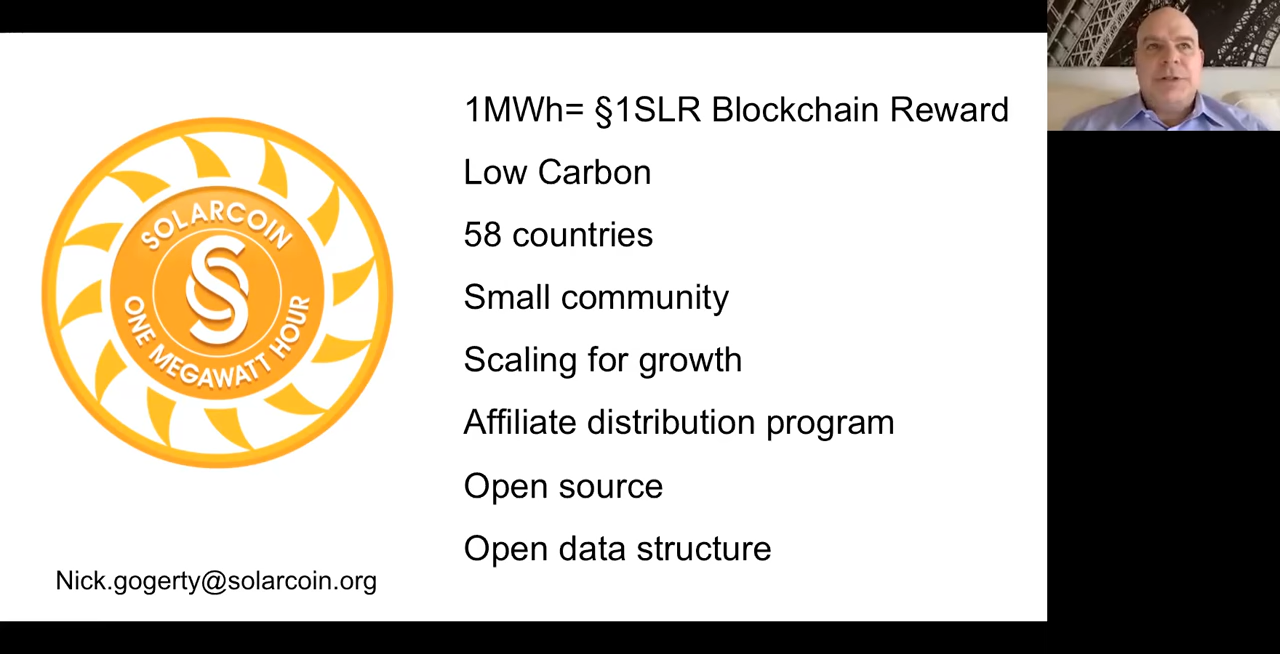 SOLARCOIN
ONE MEGAWATT HOUR
1MWh= §1SLR Blockchain Reward
Low Carbon
58 countries
Small community
Scaling for growth
Affiliate distribution program
Open source
Open data structure
Nick.gogerty@solarcoin.org